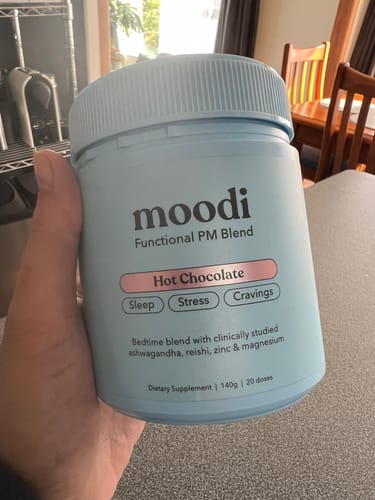 moodi
Functional PM Blend
Hot Chocolate
Sleep Stress Cravings
Bedtime blend with clinically studied
ashwagandha, reishi, zinc & magnesium
Dietary Supplement | 140g | 20 doses